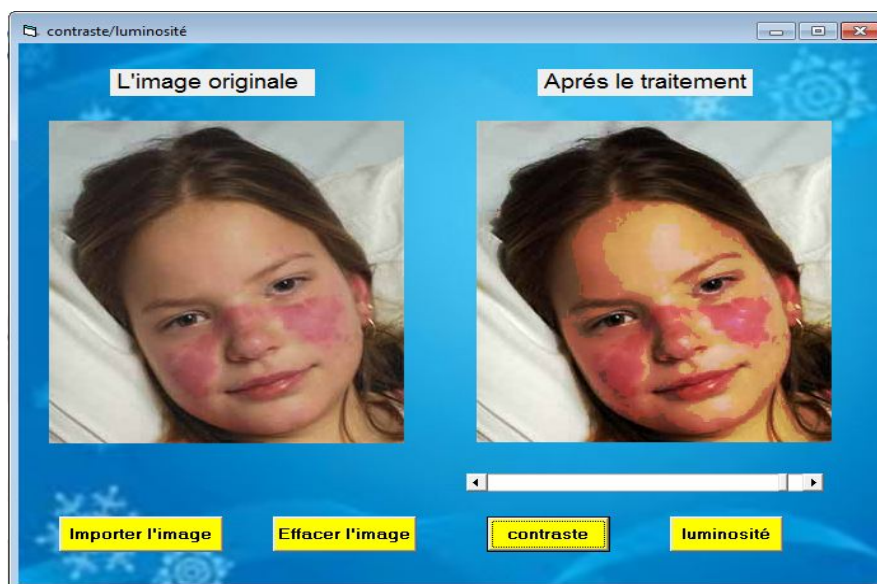 contraste/luminosité
L'image originale
Aprés le traitement
Importer l'image
Effacer l'image
contraste
luminosité